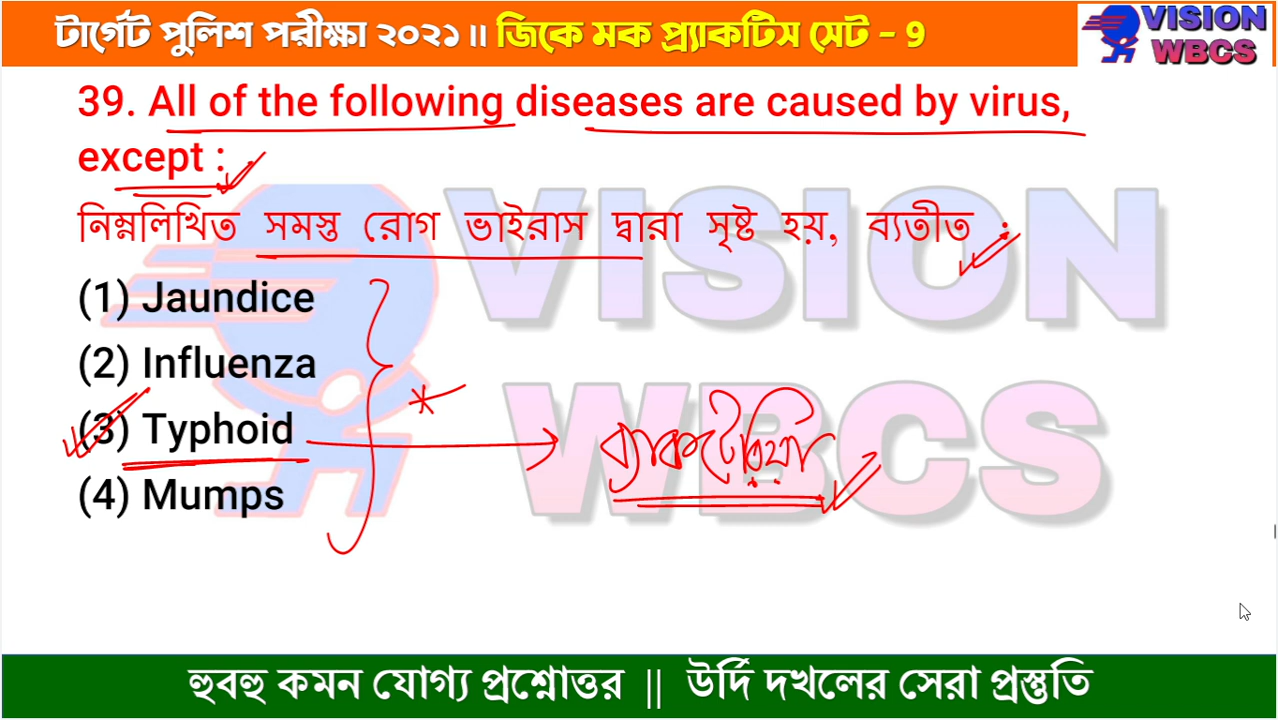 টার্গেট পুলিশ পরীক্ষা ২০২১ ॥ জিকে মক প্র্যাকটিস সেট - 9
VISION
WBCS
39. All of the following diseases are caused by virus,
except :
নিম্নলিখিত সমস্ত রোগ ভাইরাস দ্বারা সৃষ্ট হয়, ব্যতীত :
(1) Jaundice
(2) Influenza
(3) Typhoid
ব্যাকটেরিয়া
(4) Mumps
VISION
WBCS
হুবহু কমন যোগ্য প্রশ্নোত্তর || উর্দি দখলের সেরা প্রস্তুতি